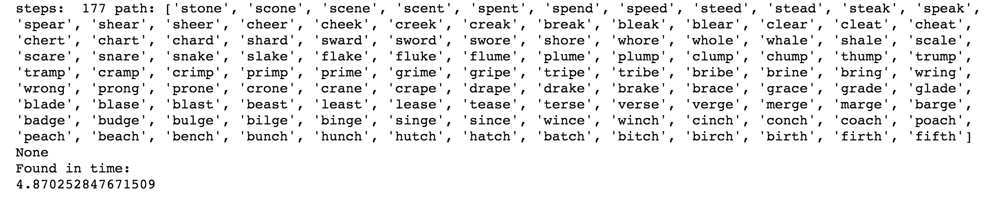 steps:  177 path: ['stone', 'scone', 'scene', 'scent', 'spent', 'spend', 'speed', 'steed', 'stead', 'steak', 'speak',
'spear', 'shear', 'sheer', 'cheer', 'cheek', 'creek', 'creak', 'break', 'bleak', 'blear', 'clear', 'cleat', 'cheat',
'chert', 'chart', 'chard', 'shard', 'sward', 'sword', 'swore', 'shore', 'whore', 'whole', 'whale', 'shale', 'scale',
'scare', 'snare', 'snake', 'slake', 'flake', 'fluke', 'flume', 'plume', 'plump', 'clump', 'chump', 'thump', 'trump',
'tramp', 'cramp', 'crimp', 'primp', 'prime', 'grime', 'gripe', 'tripe', 'tribe', 'bribe', 'brine', 'bring', 'wring',
'wrong', 'prong', 'prone', 'crone', 'crane', 'crape', 'drape', 'drake', 'brake', 'brace', 'grace', 'grade', 'glade',
'blade', 'blase', 'blast', 'beast', 'least', 'lease', 'tease', 'terse', 'verse', 'verge', 'merge', 'marge', 'barge',
'badge', 'budge', 'bulge', 'bilge', 'binge', 'singe', 'since', 'wince', 'winch', 'cinch', 'conch', 'coach', 'poach',
'peach', 'beach', 'bench', 'bunch', 'hunch', 'hutch', 'hatch', 'batch', 'bitch', 'birch', 'birth', 'firth', 'fifth']
None
Found in time:
4.870252847671509